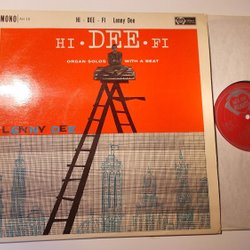 MONO
HI - DEE - FI Lenny Dee
HI·DEE·FI
ORGAN SOLOS WITH A BEAT
LENNY DEE